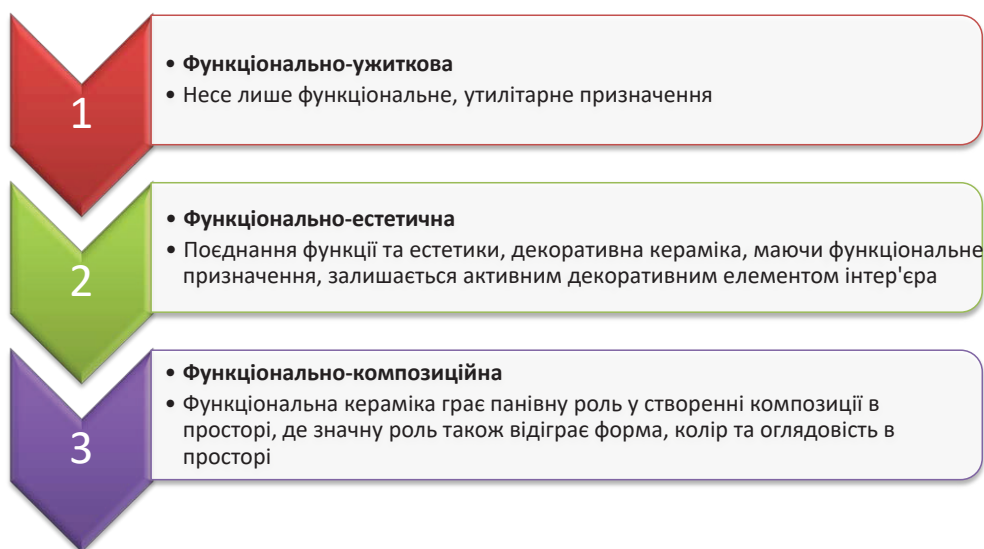 1
• Функціонально-ужиткова
• Несе лише функціональне, утилітарне призначення
2
• Функціонально-естетична
• Поєднання функції та естетики, декоративна кераміка, маючи функціональне
призначення, залишається активним декоративним елементом інтер'єра
3
• Функціонально-композиційна
• Функціональна кераміка грає панівну роль у створенні композиції в
просторі, де значну роль також відіграє форма, колір та оглядовість в
просторі